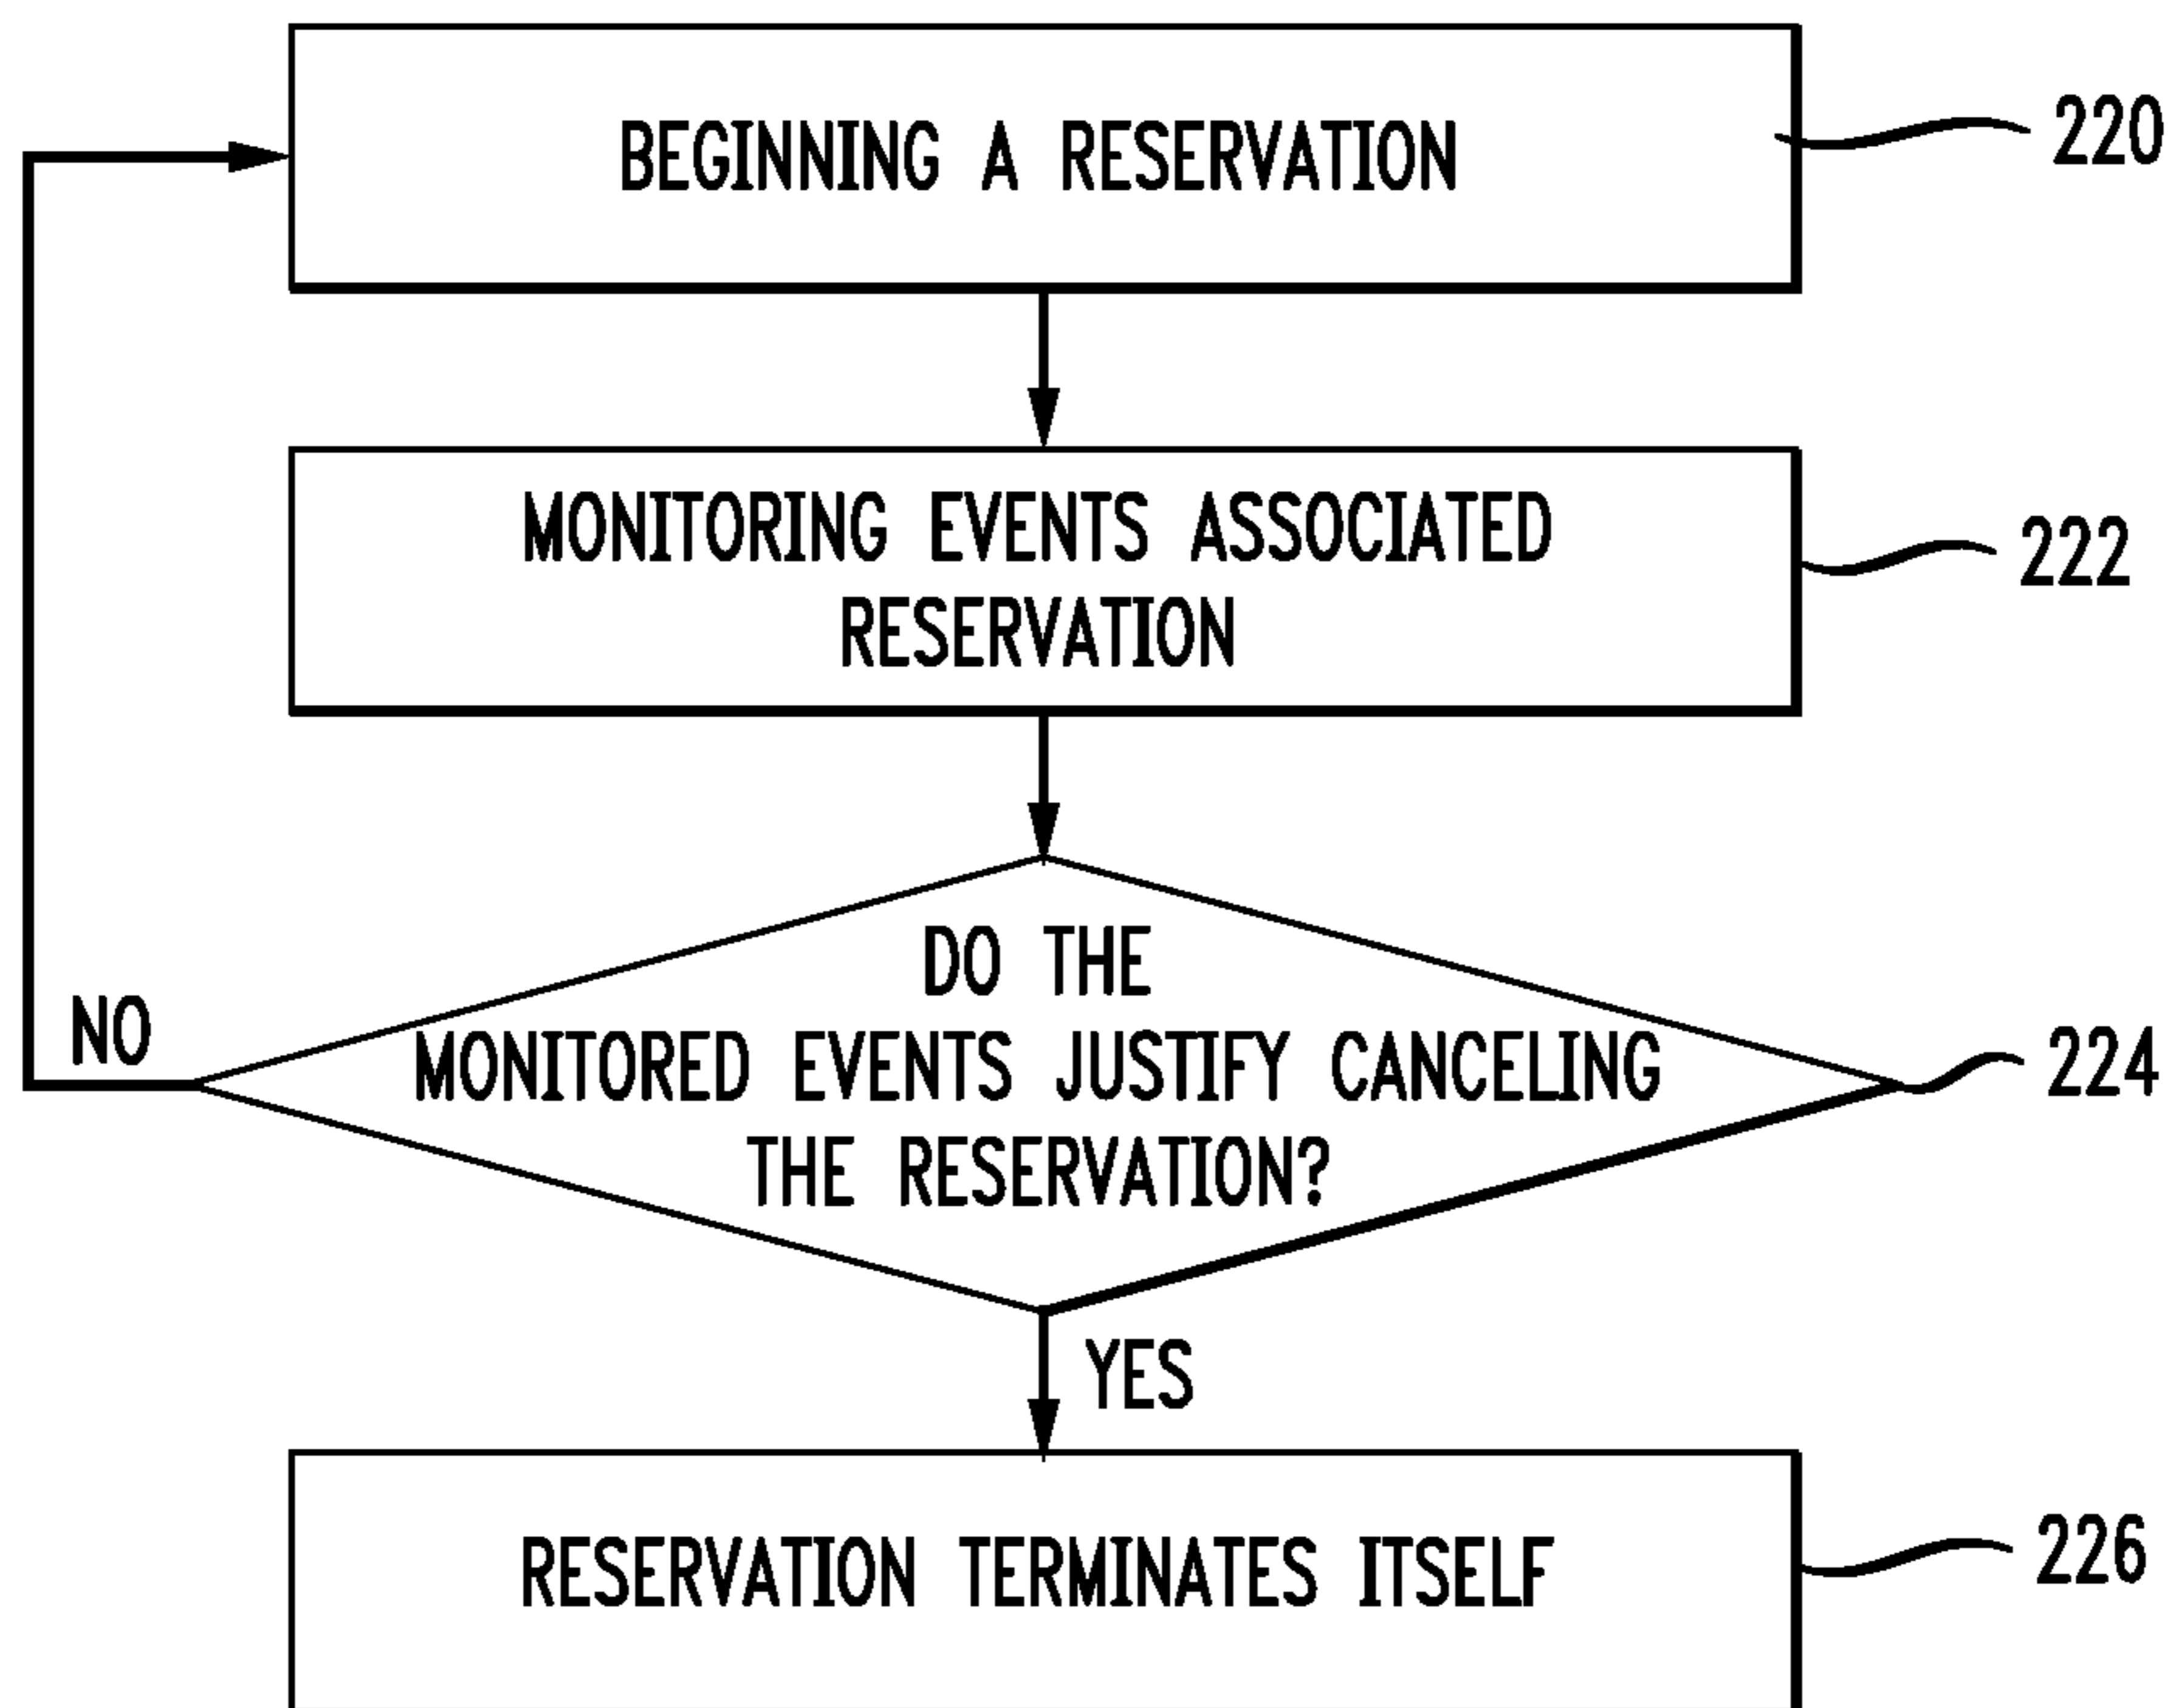 BEGINNING A RESERVATION
220
MONITORING EVENTS ASSOCIATED
RESERVATION
222
DO THE
MONITORED EVENTS JUSTIFY CANCELING
THE RESERVATION?
224
NO
YES
RESERVATION TERMINATES ITSELF
226